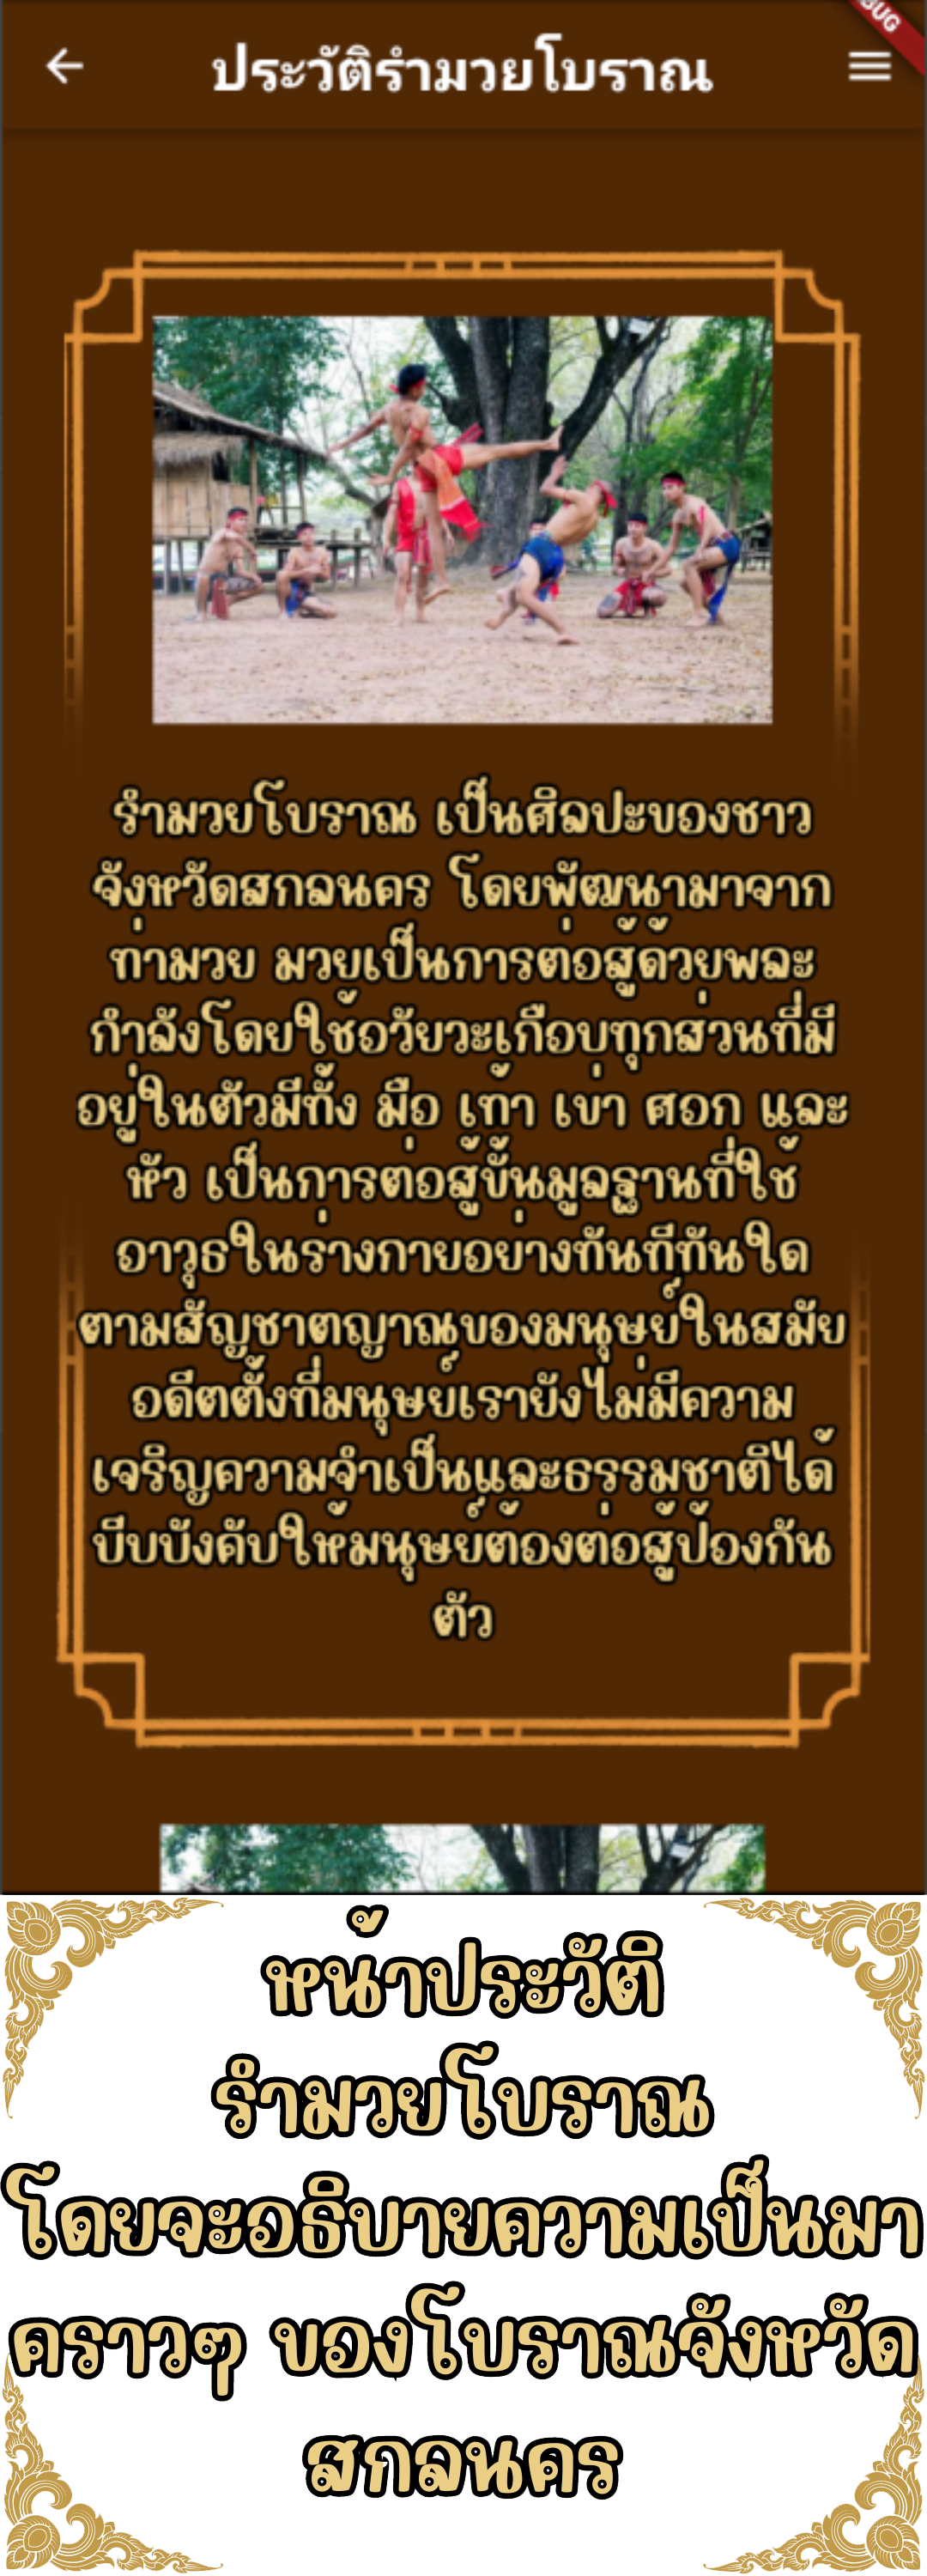 BUG
ประวัติรำมวยโบราณ
รำมวยโบราณ เป็นศิลปะของชาว
จังหวัดสกลนคร โดยพัฒนามาจาก
ท่ามวย มวยเป็นการต่อสู้ด้วยพละ
กำลังโดยใช้อวัยวะเกือบทุกส่วนที่มี
อยู่ในตัวมีทั้ง มือ เท้า เข่า ศอก และ
หัว เป็นการต่อสู้ขั้นมูลฐานที่ใช้
อาวุธในร่างกายอย่างทันทีทันใด
ตามสัญชาตญาณของมนุษย์ในสมัย
อดีตตั้งที่มนุษย์เรายังไม่มีความ
เจริญความจำเป็นและธรรมชาติได้
บีบบังคับให้มนุษย์ต้องต่อสู้ป้องกัน
ตัว
หน้าประวัติ
รำมวยโบราณ
โดยจะอธิบายความเป็นมา
คราวๆ ของโบราณจังหวัด
สกลนคร